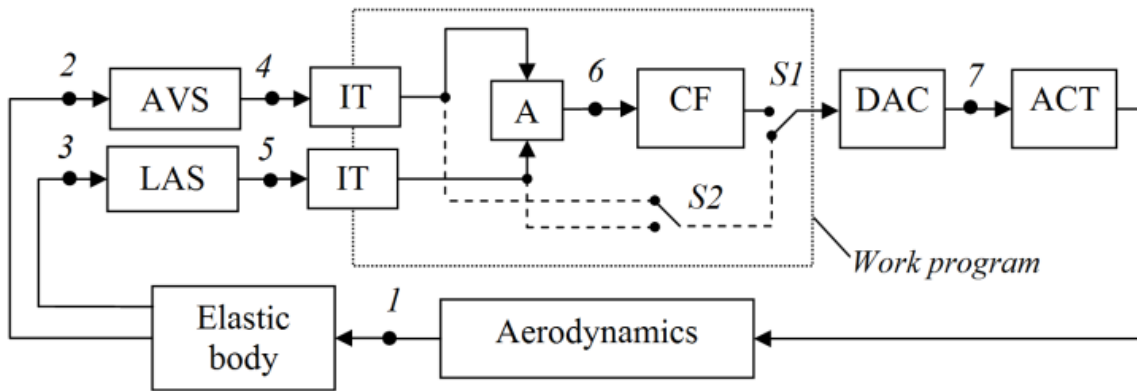 2
AVS
4
IT
A
6
CF
S1
DAC
7
ACT
3
LAS
5
IT
S2
Work program
Elastic
body
1
Aerodynamics